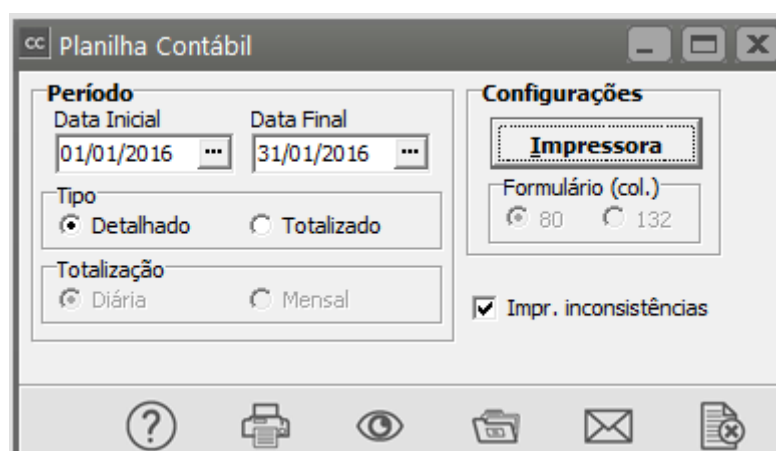 cc Planilha Contábil
Período
Data Inicial Data Final
01/01/2016 ... 31/01/2016 ...
Tipo
Detalhado Totalizado
Totalização
Diária Mensal
Configurações
Impressora
Formulário (col.)
80 132
Impr. inconsistências
?